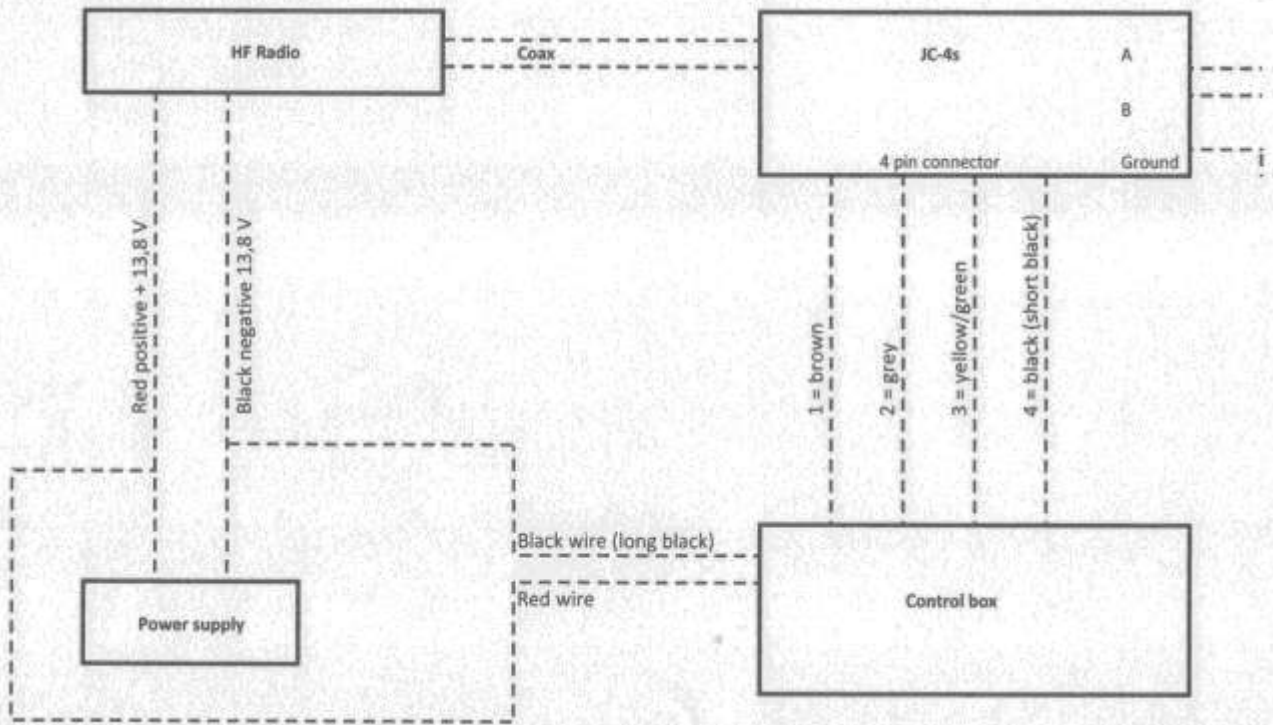 HF Radio
Coax
JC-4s
A
B
4 pin connector
Ground
Red positive + 13,8 V
Black negative 13,8 V
1 = brown
2 = grey
3 = yellow/green
4 = black (short black)
Black wire (long black)
Red wire
Power supply
Control box